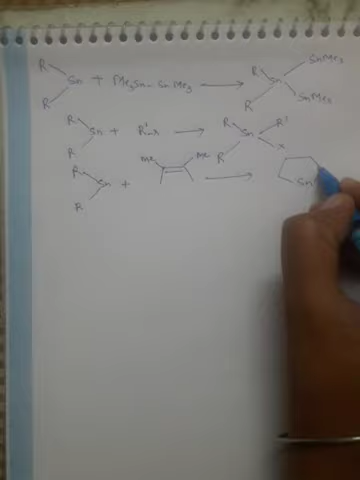 R Sn R + Me3Sn-SnMe3 → R Sn R SnMe3 SnMe3
R Sn R + R'-x → R Sn R R' x
R Sn R + Me Me → Sn